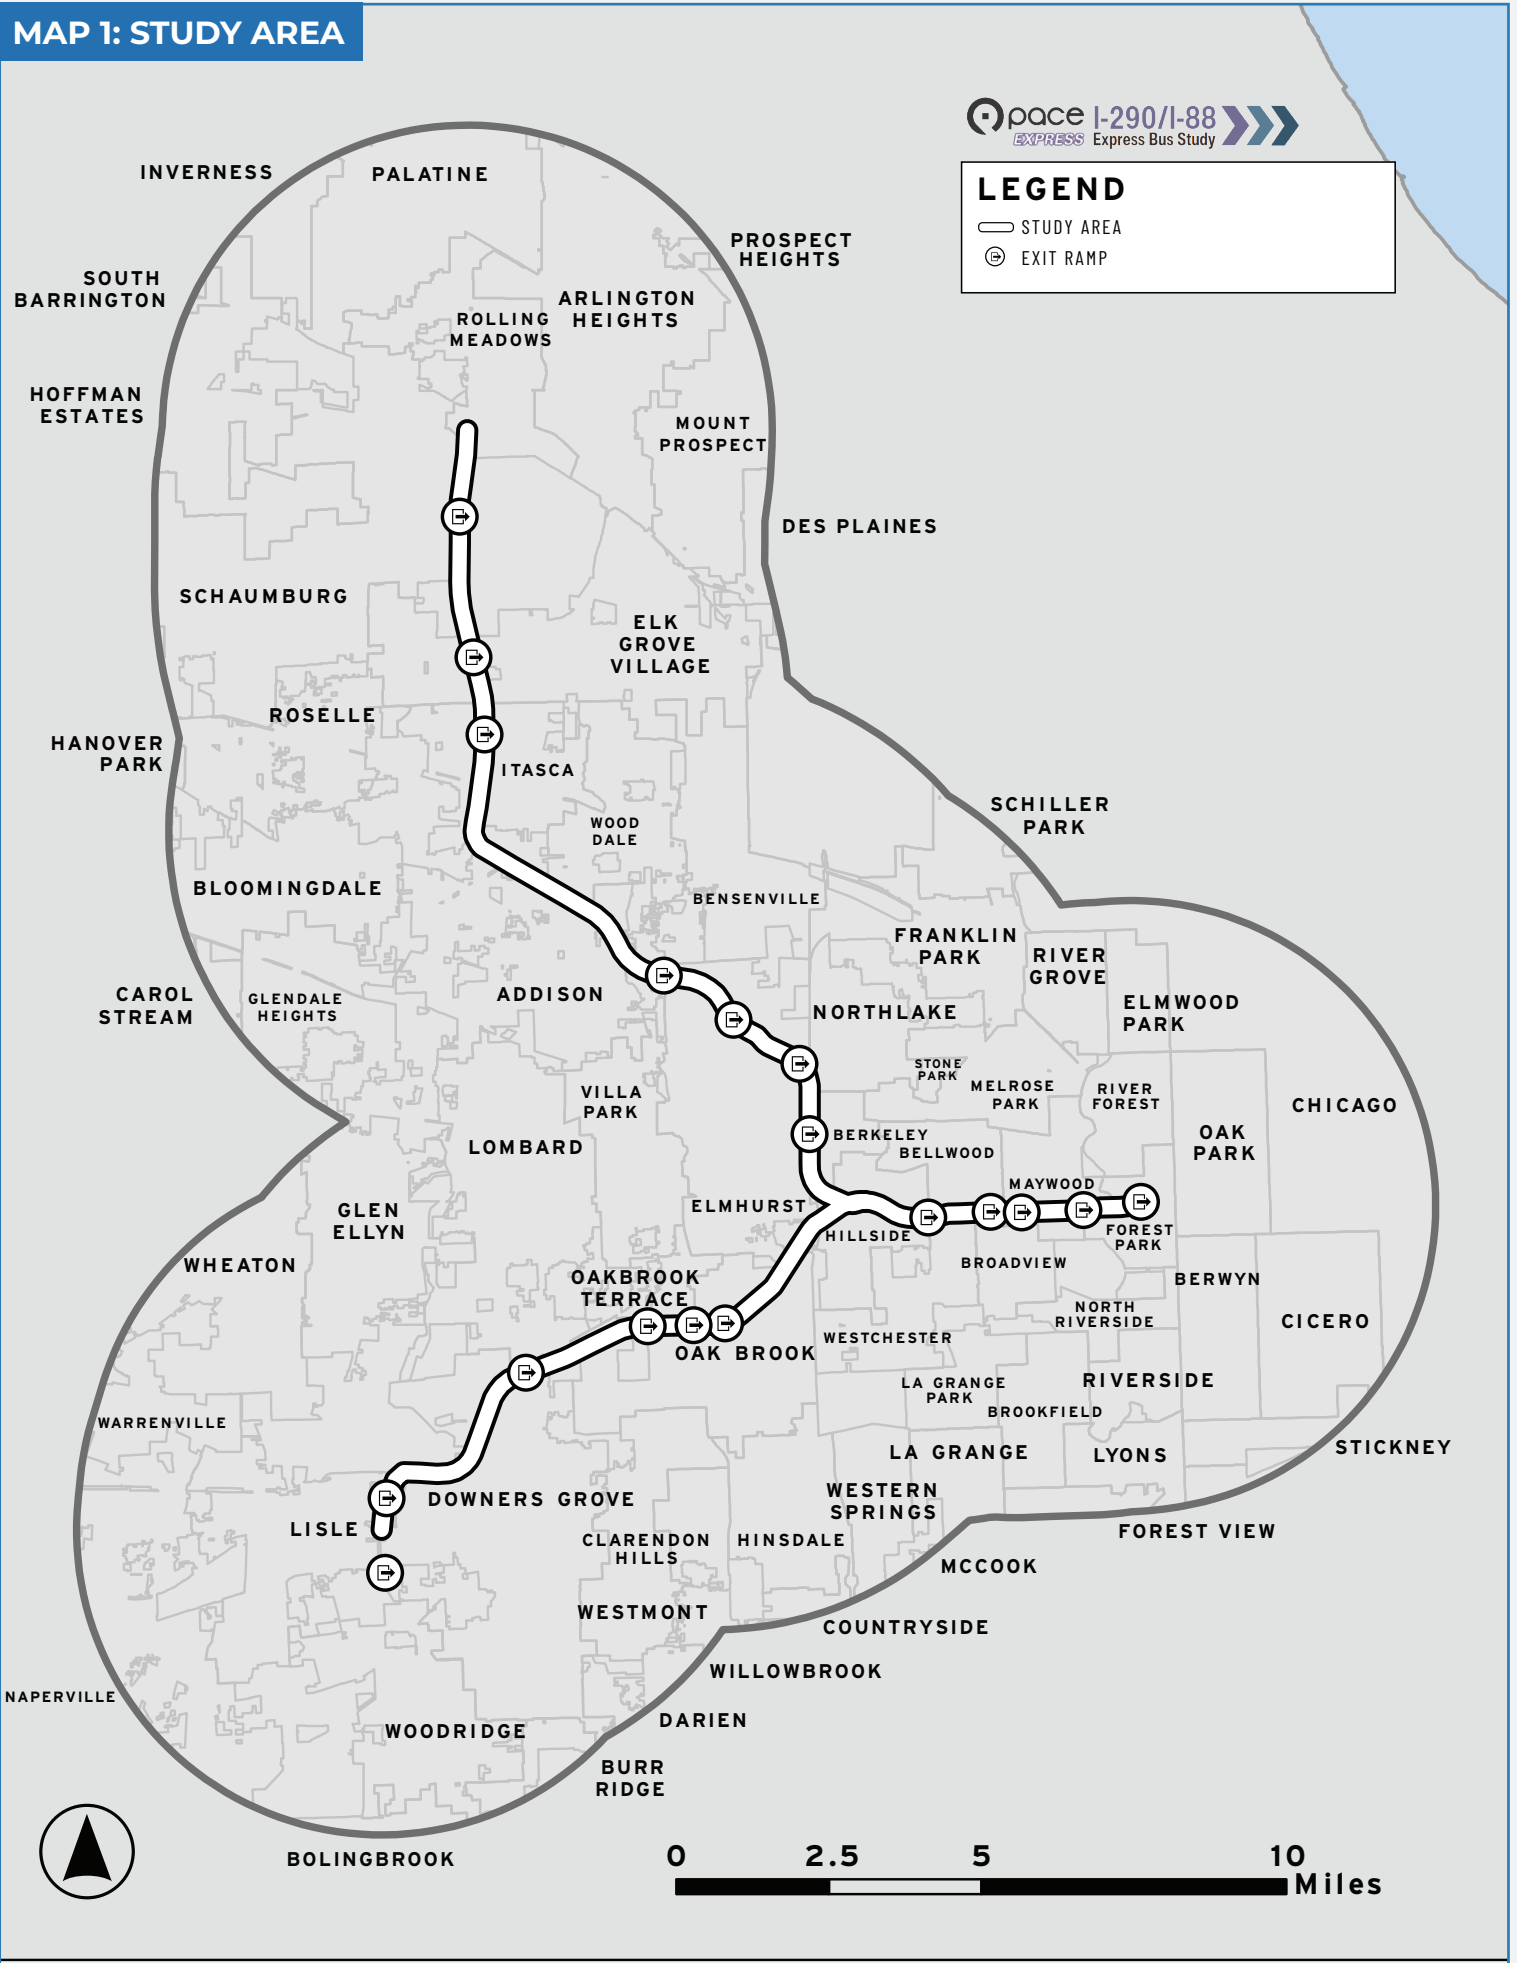 MAP 1: STUDY AREA
pace I-290/I-88
EXPRESS Express Bus Study
LEGEND
STUDY AREA
EXIT RAMP
INVERNESS
PALATINE
PROSPECT
HEIGHTS
SOUTH
BARRINGTON
ARLINGTON
HEIGHTS
ROLLING
MEADOWS
HOFFMAN
ESTATES
MOUNT
PROSPECT
DES PLAINES
SCHAUMBURG
ELK
GROVE
VILLAGE
ROSELLE
HANOVER
PARK
ITASCA
SCHILLER
PARK
WOOD
DALE
BLOOMINGDALE
BENSENVILLE
FRANKLIN
PARK
RIVER
GROVE
CAROL
STREAM
GLENDALE
HEIGHTS
ADDISON
NORTHLAKE
ELMWOOD
PARK
STONE
PARK
MELROSE
PARK
RIVER
FOREST
VILLA
PARK
CHICAGO
LOMBARD
BERKELEY
BELLWOOD
OAK
PARK
MAYWOOD
GLEN
ELLYN
ELMHURST
HILLSIDE
FOREST
PARK
WHEATON
BROADVIEW
OAKBROOK
TERRACE
BERWYN
NORTH
RIVERSIDE
CICERO
WESTCHESTER
OAK BROOK
LA GRANGE
PARK
RIVERSIDE
BROOKFIELD
WARRENVILLE
LA GRANGE
LYONS
STICKNEY
WESTERN
SPRINGS
DOWNERS GROVE
LISLE
CLARENDON
HILLS
HINSDALE
FOREST VIEW
MCCOOK
WESTMONT
COUNTRYSIDE
WILLOWBROOK
NAPERVILLE
DARIEN
WOODRIDGE
BURR
RIDGE
BOLINGBROOK
0 2.5 5 10
Miles